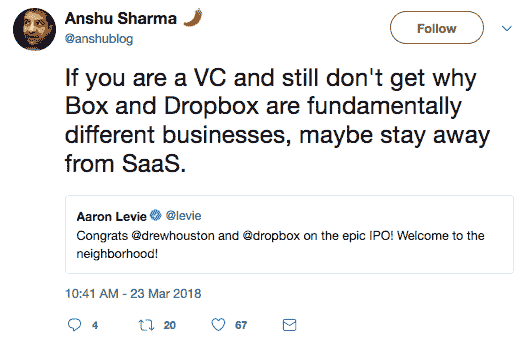 Anshu Sharma
@anshublog
Follow
If you are a VC and still don't get why
Box and Dropbox are fundamentally
different businesses, maybe stay away
from SaaS.
Aaron Levie @levie
Congrats @drewhouston and @dropbox on the epic IPO! Welcome to the
neighborhood!
10:41 AM - 23 Mar 2018
4 20 67